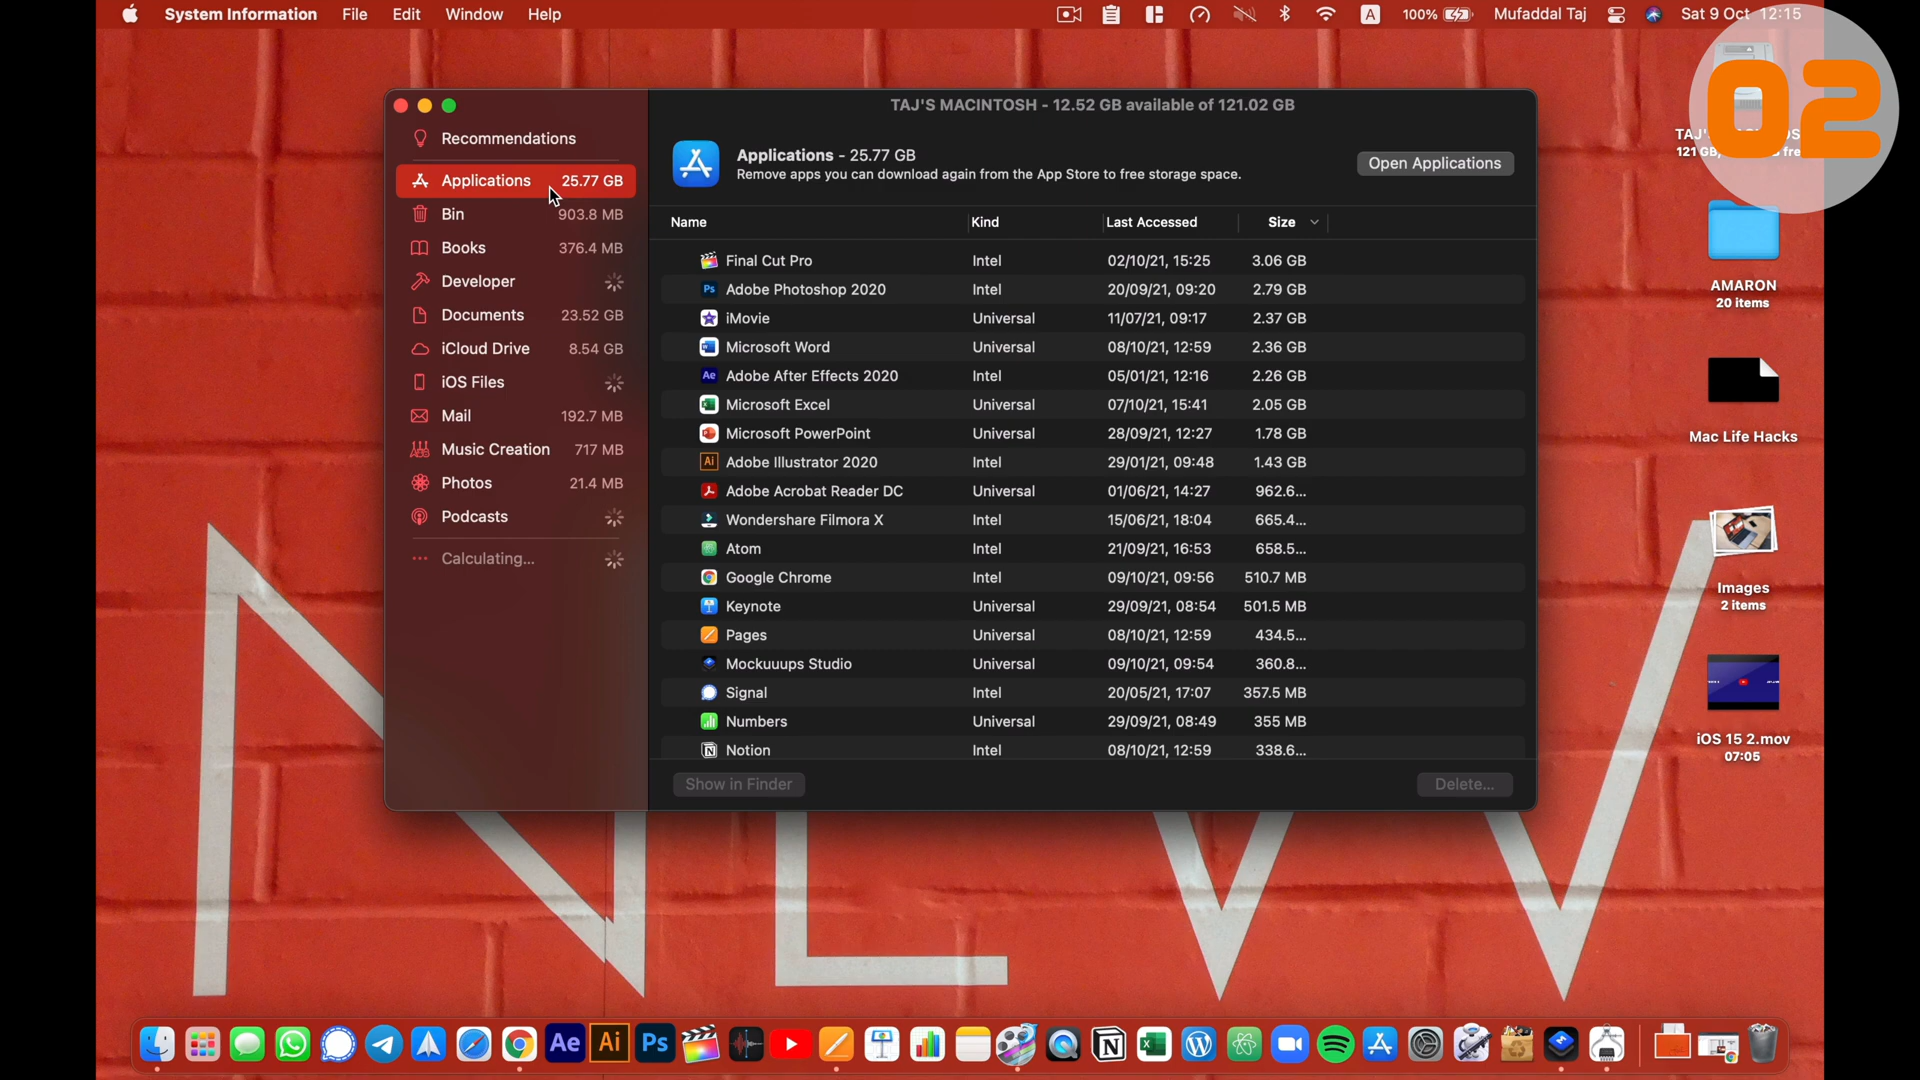 System Information File Edit Window Help
A 100% Mufaddal Taj Sat 9 Oct 12:15
02
TAJ'S MACINTOSH - 12.52 GB available of 121.02 GB
Recommendations
Applications 25.77 GB
Bin 903.8 MB
Books 376.4 MB
Developer
Documents 23.52 GB
iCloud Drive 8.54 GB
iOS Files
Mail 192.7 MB
Music Creation 717 MB
Photos 21.4 MB
Podcasts
Calculating...
Applications - 25.77 GB
Remove apps you can download again from the App Store to free storage space.
Open Applications
Name Kind Last Accessed Size
Final Cut Pro Intel 02/10/21, 15:25 3.06 GB
Ps Adobe Photoshop 2020 Intel 20/09/21, 09:20 2.79 GB
iMovie Universal 11/07/21, 09:17 2.37 GB
Microsoft Word Universal 08/10/21, 12:59 2.36 GB
Ae Adobe After Effects 2020 Intel 05/01/21, 12:16 2.26 GB
Microsoft Excel Universal 07/10/21, 15:41 2.05 GB
Microsoft PowerPoint Universal 28/09/21, 12:27 1.78 GB
Ai Adobe Illustrator 2020 Intel 29/01/21, 09:48 1.43 GB
Adobe Acrobat Reader DC Universal 01/06/21, 14:27 962.6...
Wondershare Filmora X Intel 15/06/21, 18:04 665.4...
Atom Intel 21/09/21, 16:53 658.5...
Google Chrome Intel 09/10/21, 09:56 510.7 MB
Keynote Universal 29/09/21, 08:54 501.5 MB
Pages Universal 08/10/21, 12:59 434.5...
Mockuuups Studio Universal 09/10/21, 09:54 360.8...
Signal Intel 20/05/21, 17:07 357.5 MB
Numbers Universal 29/09/21, 08:49 355 MB
Notion Intel 08/10/21, 12:59 338.6...
Show in Finder Delete...
121 GB,
AMARON
20 items
Mac Life Hacks
Images
2 items
iOS 15 2.mov
07:05
Ae Ai Ps